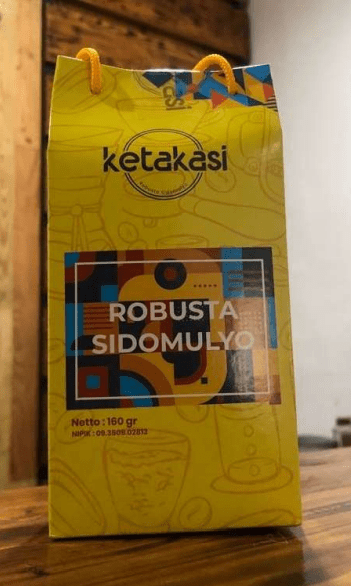 ketakasi
ROBUSTA
SIDOMULYO
Netto : 160 gr